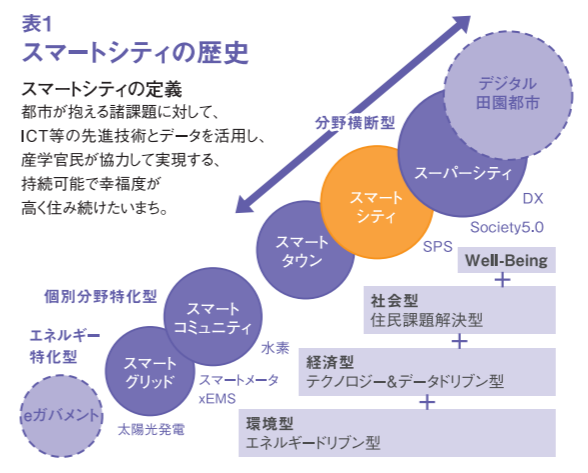 表1
スマートシティの歴史
スマートシティの定義
都市が抱える諸課題に対して、
ICT等の先進技術とデータを活用し、
産学官民が協力して実現する、
持続可能で幸福度が
高く住み続けたいまち。
分野横断型
デジタル
田園都市
スーパーシティ
DX
Society5.0
スマート
シティ
SPS
スマート
タウン
Well-Being
+
個別分野特化型
スマート
コミュニティ
水素
社会型
住民課題解決型
+
エネルギー
特化型
スマート
グリッド
スマートメータ
xEMS
経済型
テクノロジー&データドリブン型
+
eガバメント
太陽光発電
環境型
エネルギードリブン型